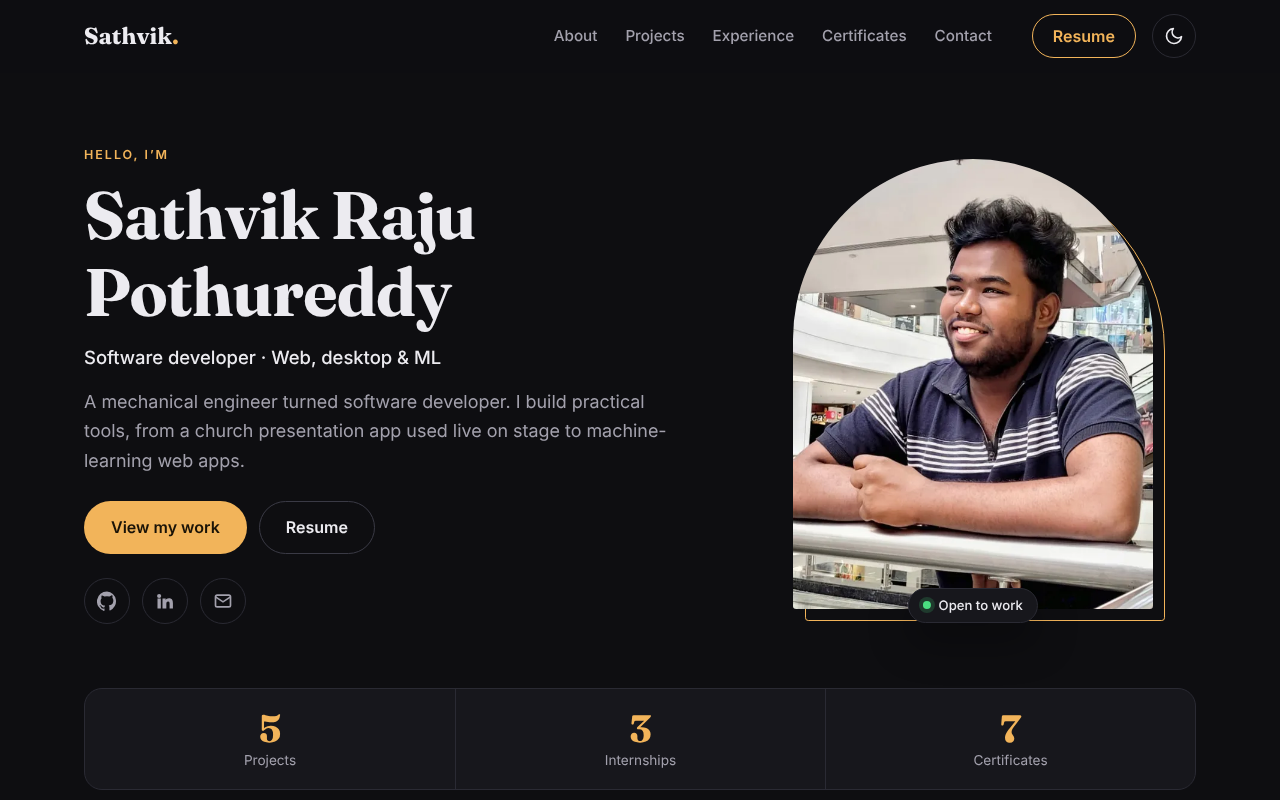 Sathvik.
About
Projects
Experience
Certificates
Contact
Resume
HELLO, I’M
Sathvik Raju
Pothureddy
Software developer · Web, desktop & ML
A mechanical engineer turned software developer. I build practical
tools, from a church presentation app used live on stage to machine-
learning web apps.
View my work
Resume
Open to work
5
Projects
3
Internships
7
Certificates